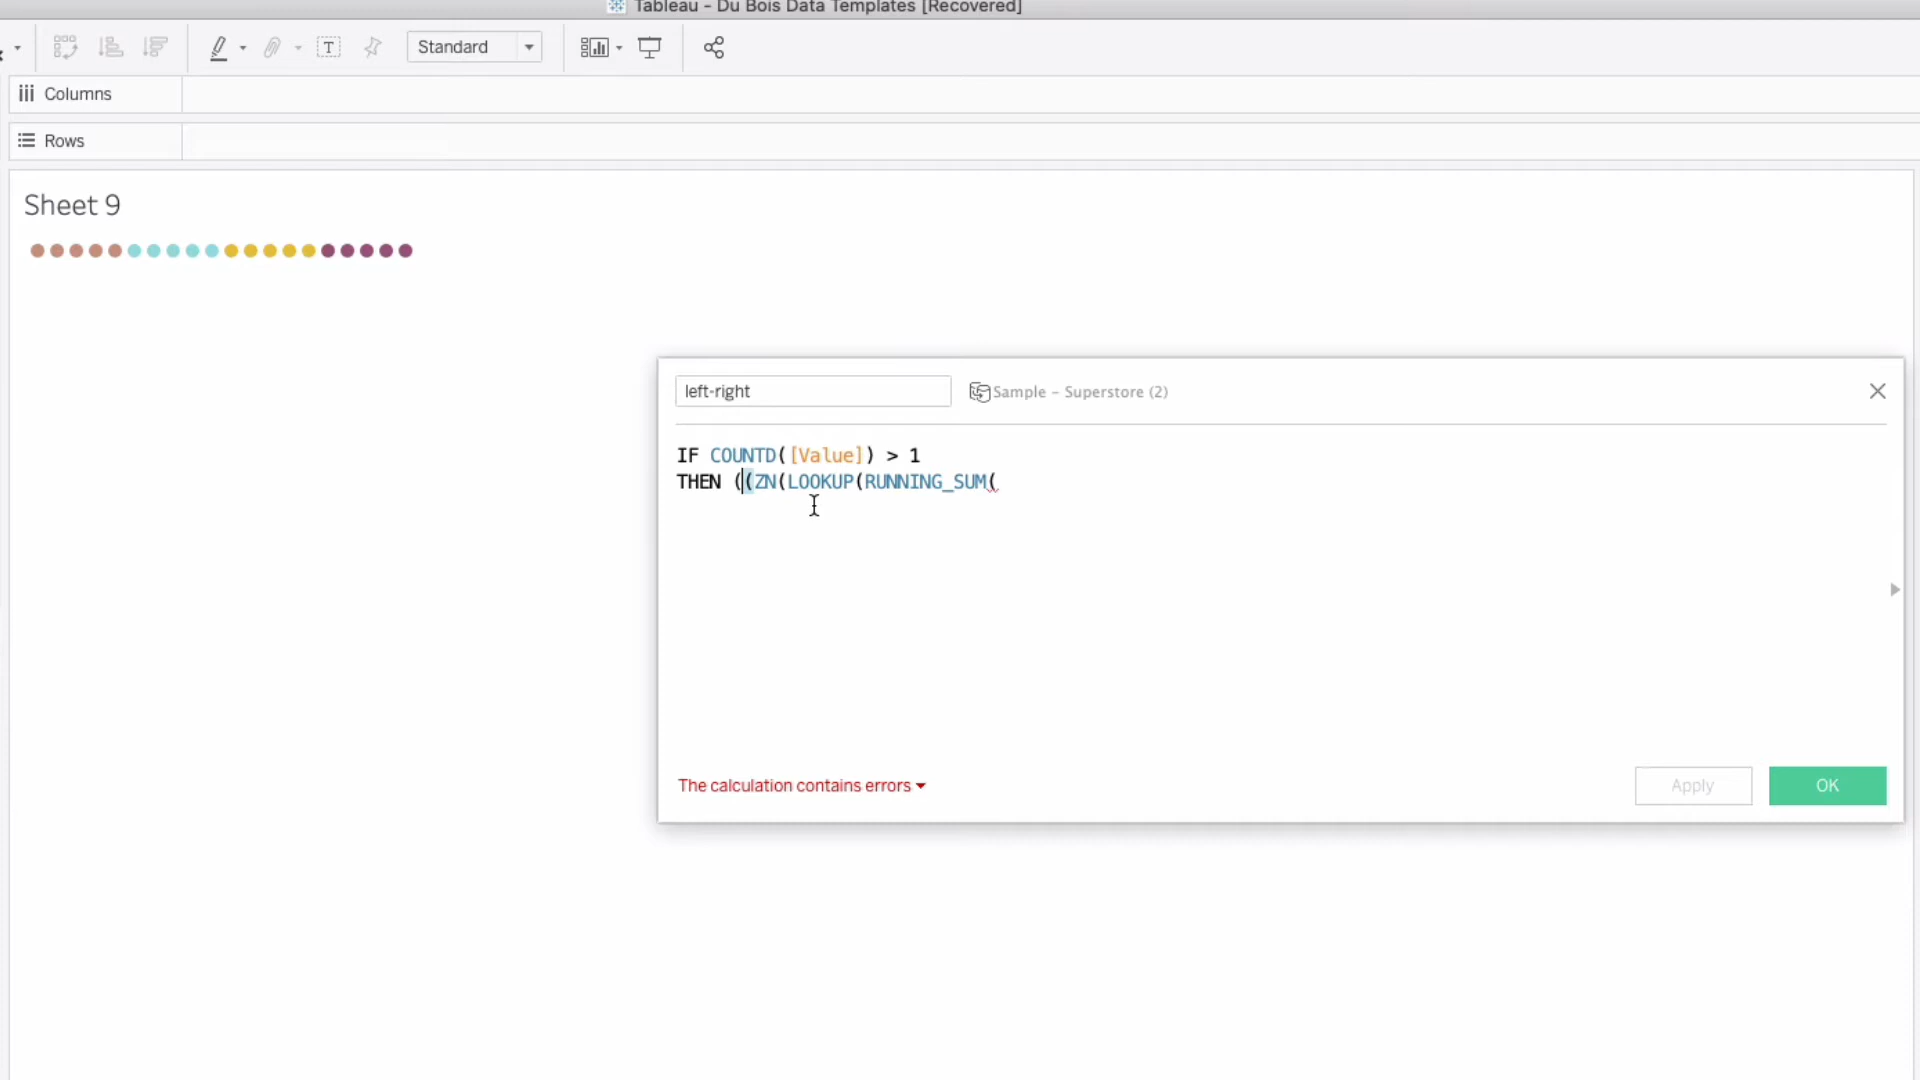 Tableau - Du Bois Data Templates [Recovered]
T Standard
Columns
Rows
Sheet 9
left-right Sample - Superstore (2)
IF COUNTD([Value]) > 1
THEN ((ZN(LOOKUP(RUNNING_SUM(
The calculation contains errors
Apply OK